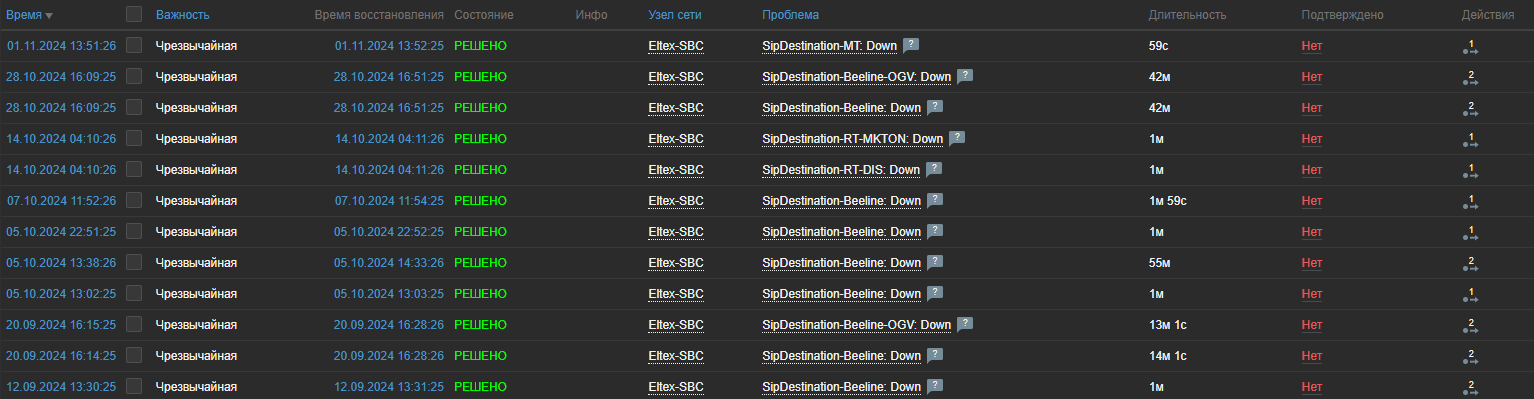 Время Важность Время восстановления Состояние Инфо Узел сети Проблема Длительность Подтверждено Действия
01.11.2024 13:51:26 Чрезвычайная 01.11.2024 13:52:25 РЕШЕНО Eltex-SBC SipDestination-MT: Down ? 59с Нет 1
28.10.2024 16:09:25 Чрезвычайная 28.10.2024 16:51:25 РЕШЕНО Eltex-SBC SipDestination-Beeline-OGV: Down ? 42м Нет 2
28.10.2024 16:09:25 Чрезвычайная 28.10.2024 16:51:25 РЕШЕНО Eltex-SBC SipDestination-Beeline: Down ? 42м Нет 2
14.10.2024 04:10:26 Чрезвычайная 14.10.2024 04:11:26 РЕШЕНО Eltex-SBC SipDestination-RT-MKTON: Down ? 1м Нет 1
14.10.2024 04:10:26 Чрезвычайная 14.10.2024 04:11:26 РЕШЕНО Eltex-SBC SipDestination-RT-DIS: Down ? 1м Нет 1
07.10.2024 11:52:26 Чрезвычайная 07.10.2024 11:54:25 РЕШЕНО Eltex-SBC SipDestination-Beeline: Down ? 1м 59с Нет 1
05.10.2024 22:51:25 Чрезвычайная 05.10.2024 22:52:25 РЕШЕНО Eltex-SBC SipDestination-Beeline: Down ? 1м Нет 1
05.10.2024 13:38:26 Чрезвычайная 05.10.2024 14:33:26 РЕШЕНО Eltex-SBC SipDestination-Beeline: Down ? 55м Нет 2
05.10.2024 13:02:25 Чрезвычайная 05.10.2024 13:03:25 РЕШЕНО Eltex-SBC SipDestination-Beeline: Down ? 1м Нет 1
20.09.2024 16:15:25 Чрезвычайная 20.09.2024 16:28:26 РЕШЕНО Eltex-SBC SipDestination-Beeline-OGV: Down ? 13м 1с Нет 2
20.09.2024 16:14:25 Чрезвычайная 20.09.2024 16:28:26 РЕШЕНО Eltex-SBC SipDestination-Beeline: Down ? 14м 1с Нет 2
12.09.2024 13:30:25 Чрезвычайная 12.09.2024 13:31:25 РЕШЕНО Eltex-SBC SipDestination-Beeline: Down ? 1м Нет 2